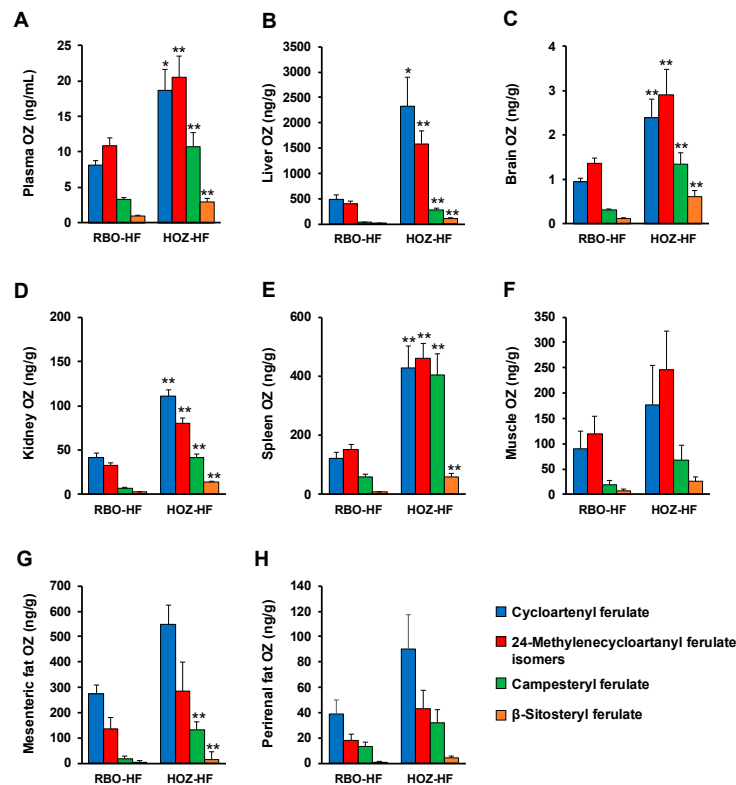 A
Plasma OZ (ng/mL)
25
20
15
10
5
0
* **
**
**
RBO-HF HOZ-HF
B
Liver OZ (ng/g)
3500
3000
2500
2000
1500
1000
500
0
*
**
**
**
RBO-HF HOZ-HF
C
Brain OZ (ng/g)
4
3
2
1
0
** **
**
**
RBO-HF HOZ-HF
D
Kidney OZ (ng/g)
200
150
100
50
0
**
**
**
**
RBO-HF HOZ-HF
E
Spleen OZ (ng/g)
600
400
200
0
** ** **
**
RBO-HF HOZ-HF
F
Muscle OZ (ng/g)
350
300
250
200
150
100
50
0
RBO-HF HOZ-HF
G
Mesenteric fat OZ (ng/g)
700
600
500
400
300
200
100
0
**
**
RBO-HF HOZ-HF
H
Perirenal fat OZ (ng/g)
140
120
100
80
60
40
20
0
RBO-HF HOZ-HF
Cycloartenyl ferulate
24-Methylenecycloartanyl ferulate
isomers
Campesteryl ferulate
β-Sitosteryl ferulate